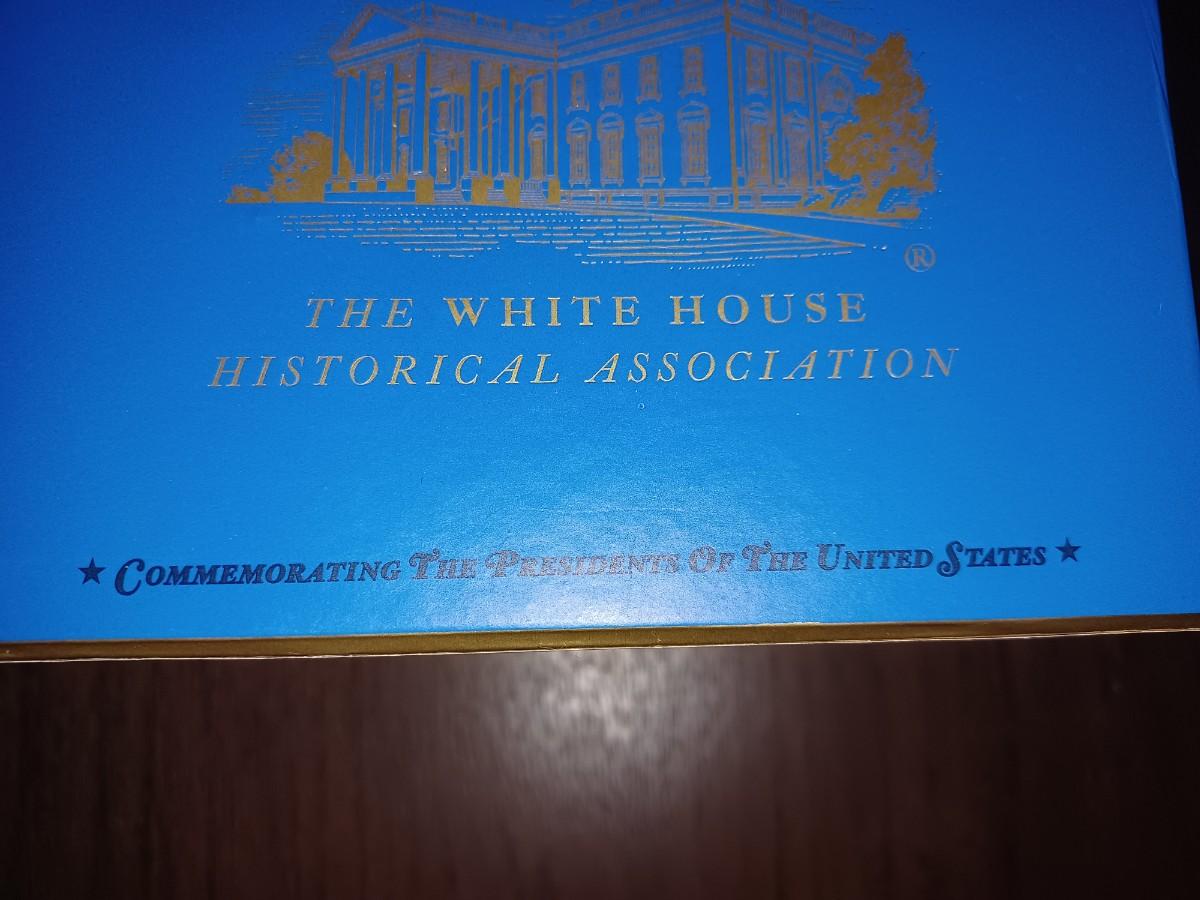 ®
THE WHITE HOUSE
HISTORICAL ASSOCIATION
★ COMMEMORATING THE PRESIDENTS OF THE UNITED STATES ★